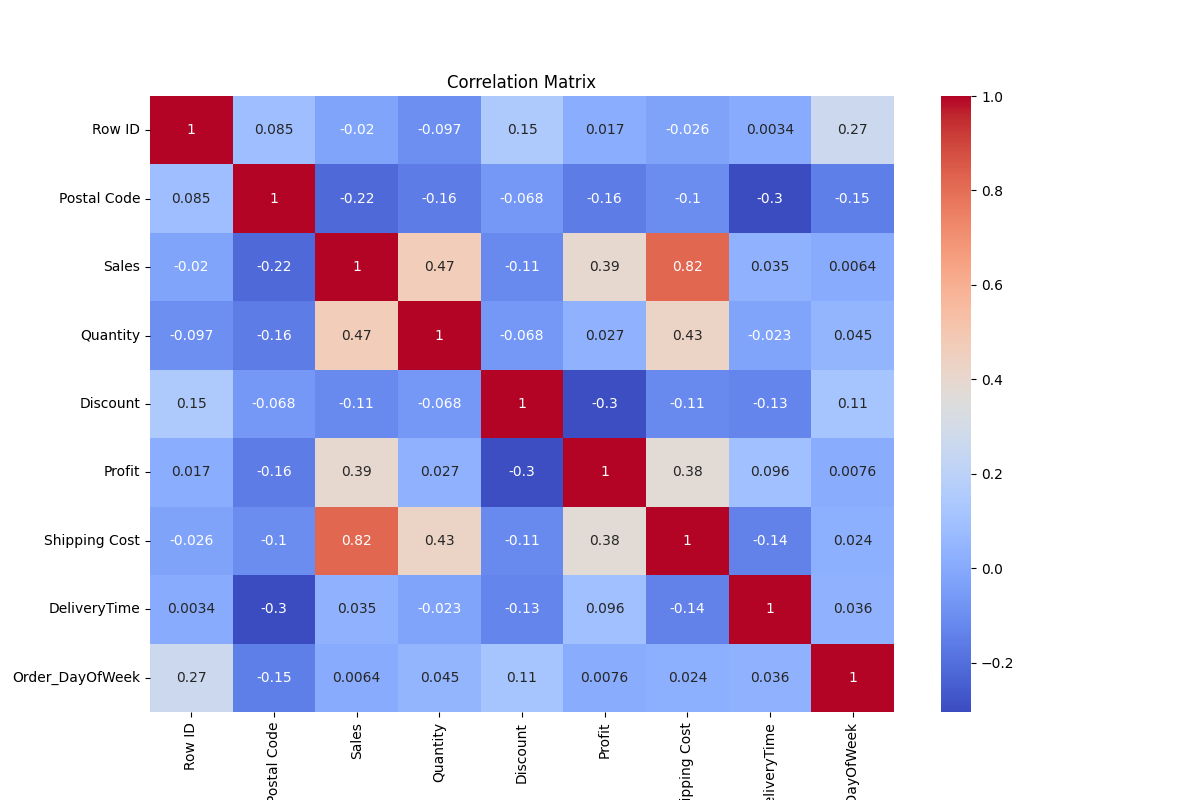 Correlation Matrix
Row ID 1 0.085 -0.02 -0.097 0.15 0.017 -0.026 0.0034 0.27
Postal Code 0.085 1 -0.22 -0.16 -0.068 -0.16 -0.1 -0.3 -0.15
Sales -0.02 -0.22 1 0.47 -0.11 0.39 0.82 0.035 0.0064
Quantity -0.097 -0.16 0.47 1 -0.068 0.027 0.43 -0.023 0.045
Discount 0.15 -0.068 -0.11 -0.068 1 -0.3 -0.11 -0.13 0.11
Profit 0.017 -0.16 0.39 0.027 -0.3 1 0.38 0.096 0.0076
Shipping Cost -0.026 -0.1 0.82 0.43 -0.11 0.38 1 -0.14 0.024
DeliveryTime 0.0034 -0.3 0.035 -0.023 -0.13 0.096 -0.14 1 0.036
Order_DayOfWeek 0.27 -0.15 0.0064 0.045 0.11 0.0076 0.024 0.036 1
Row ID
Postal Code
Sales
Quantity
Discount
Profit
ipping Cost
eliveryTime
DayOfWeek
1.0
0.8
0.6
0.4
0.2
0.0
−0.2